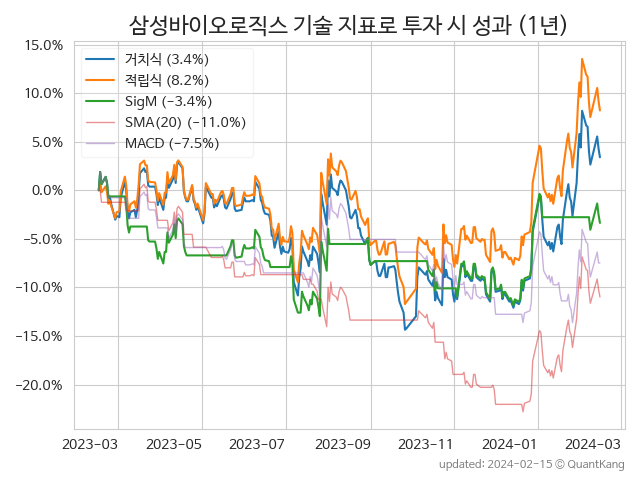 삼성바이오로직스 기술 지표로 투자 시 성과 (1년)
거치식 (3.4%)
적립식 (8.2%)
SigM (−3.4%)
SMA(20) (−11.0%)
MACD (−7.5%)
15.0%
10.0%
5.0%
0.0%
−5.0%
−10.0%
−15.0%
−20.0%
2023-03 2023-05 2023-07 2023-09 2023-11 2024-01 2024-03
updated: 2024-02-15 © QuantKang